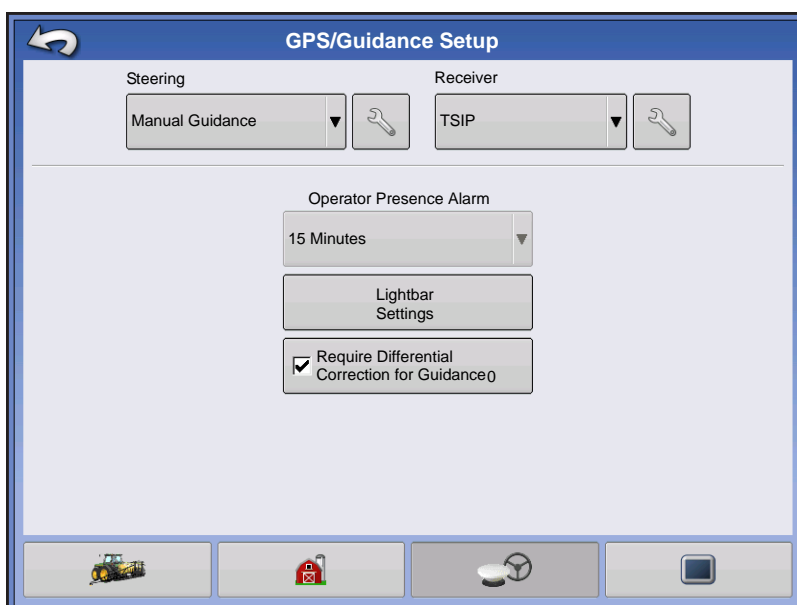 GPS/Guidance Setup
Steering
Receiver
Manual Guidance
TSIP
Operator Presence Alarm
15 Minutes
Lightbar
Settings
Require Differential
Correction for Guidance0